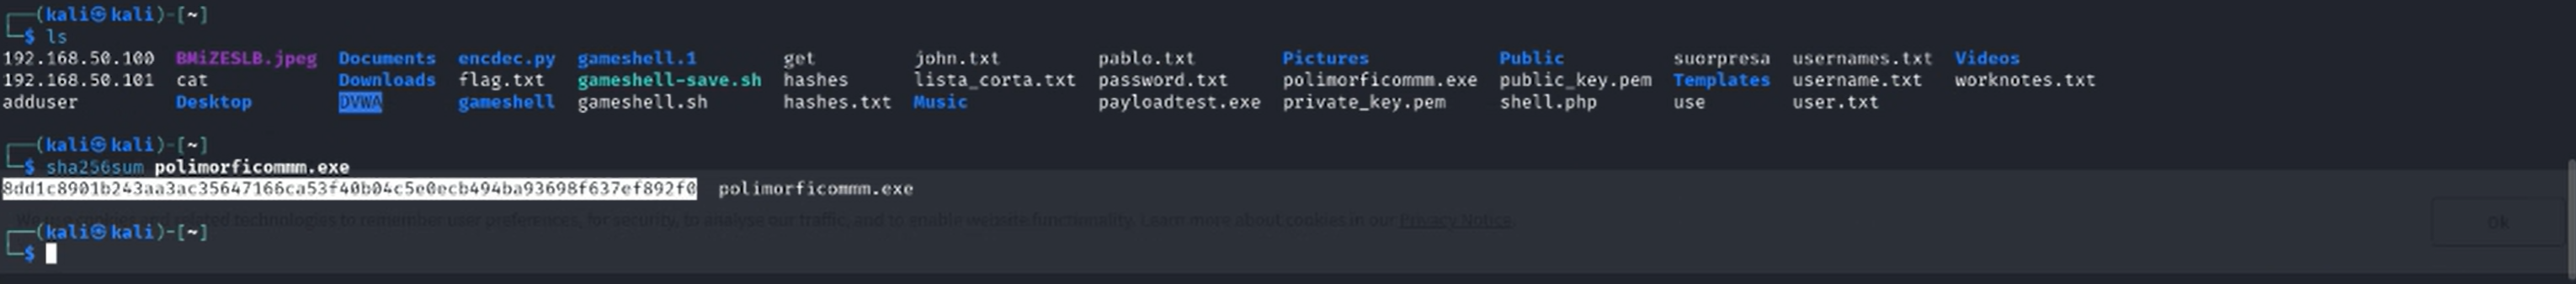 ┌──(kali㉿kali)-[~]
└─$ ls
192.168.50.100  BMiZESLB.jpeg  Documents  encdec.py  gameshell.1  get  john.txt  pablo.txt  Pictures  Public  suorpresa  usernames.txt  Videos
192.168.50.101  cat  Downloads  flag.txt  gameshell-save.sh  hashes  lista_corta.txt  password.txt  polimorficommm.exe  public_key.pem  Templates  username.txt  worknotes.txt
adduser  Desktop  DVWA  gameshell  gameshell.sh  hashes.txt  Music  payloadtest.exe  private_key.pem  shell.php  use  user.txt
┌──(kali㉿kali)-[~]
└─$ sha256sum polimorficommm.exe
8dd1c8901b243aa3ac35647166ca53f40b04c5e0ecb494ba93698f637ef892f0  polimorficommm.exe
We use cookies and related technologies to remember user preferences, for security, to analyse our traffic, and to enable website functionality. Learn more about cookies in our Privacy Notice.
Ok
┌──(kali㉿kali)-[~]
└─$